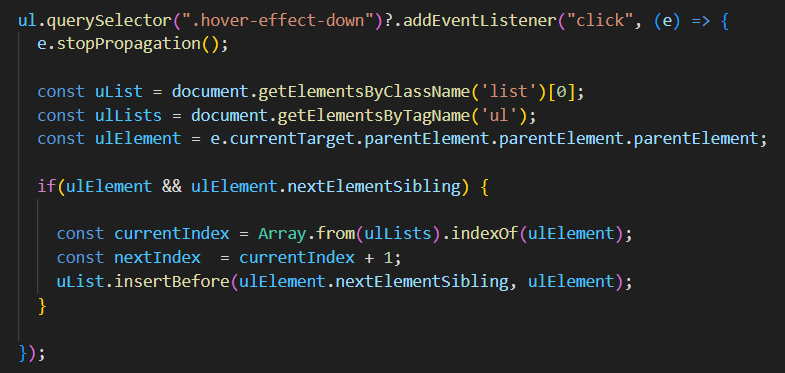 ul.querySelector(".hover-effect-down")?.addEventListener("click", (e) => {
e.stopPropagation();
const uList = document.getElementsByClassName('list')[0];
const ulLists = document.getElementsByTagName('ul');
const ulElement = e.currentTarget.parentElement.parentElement.parentElement;
if(ulElement && ulElement.nextElementSibling) {
const currentIndex = Array.from(ulLists).indexOf(ulElement);
const nextIndex  = currentIndex + 1;
uList.insertBefore(ulElement.nextElementSibling, ulElement);
}
});